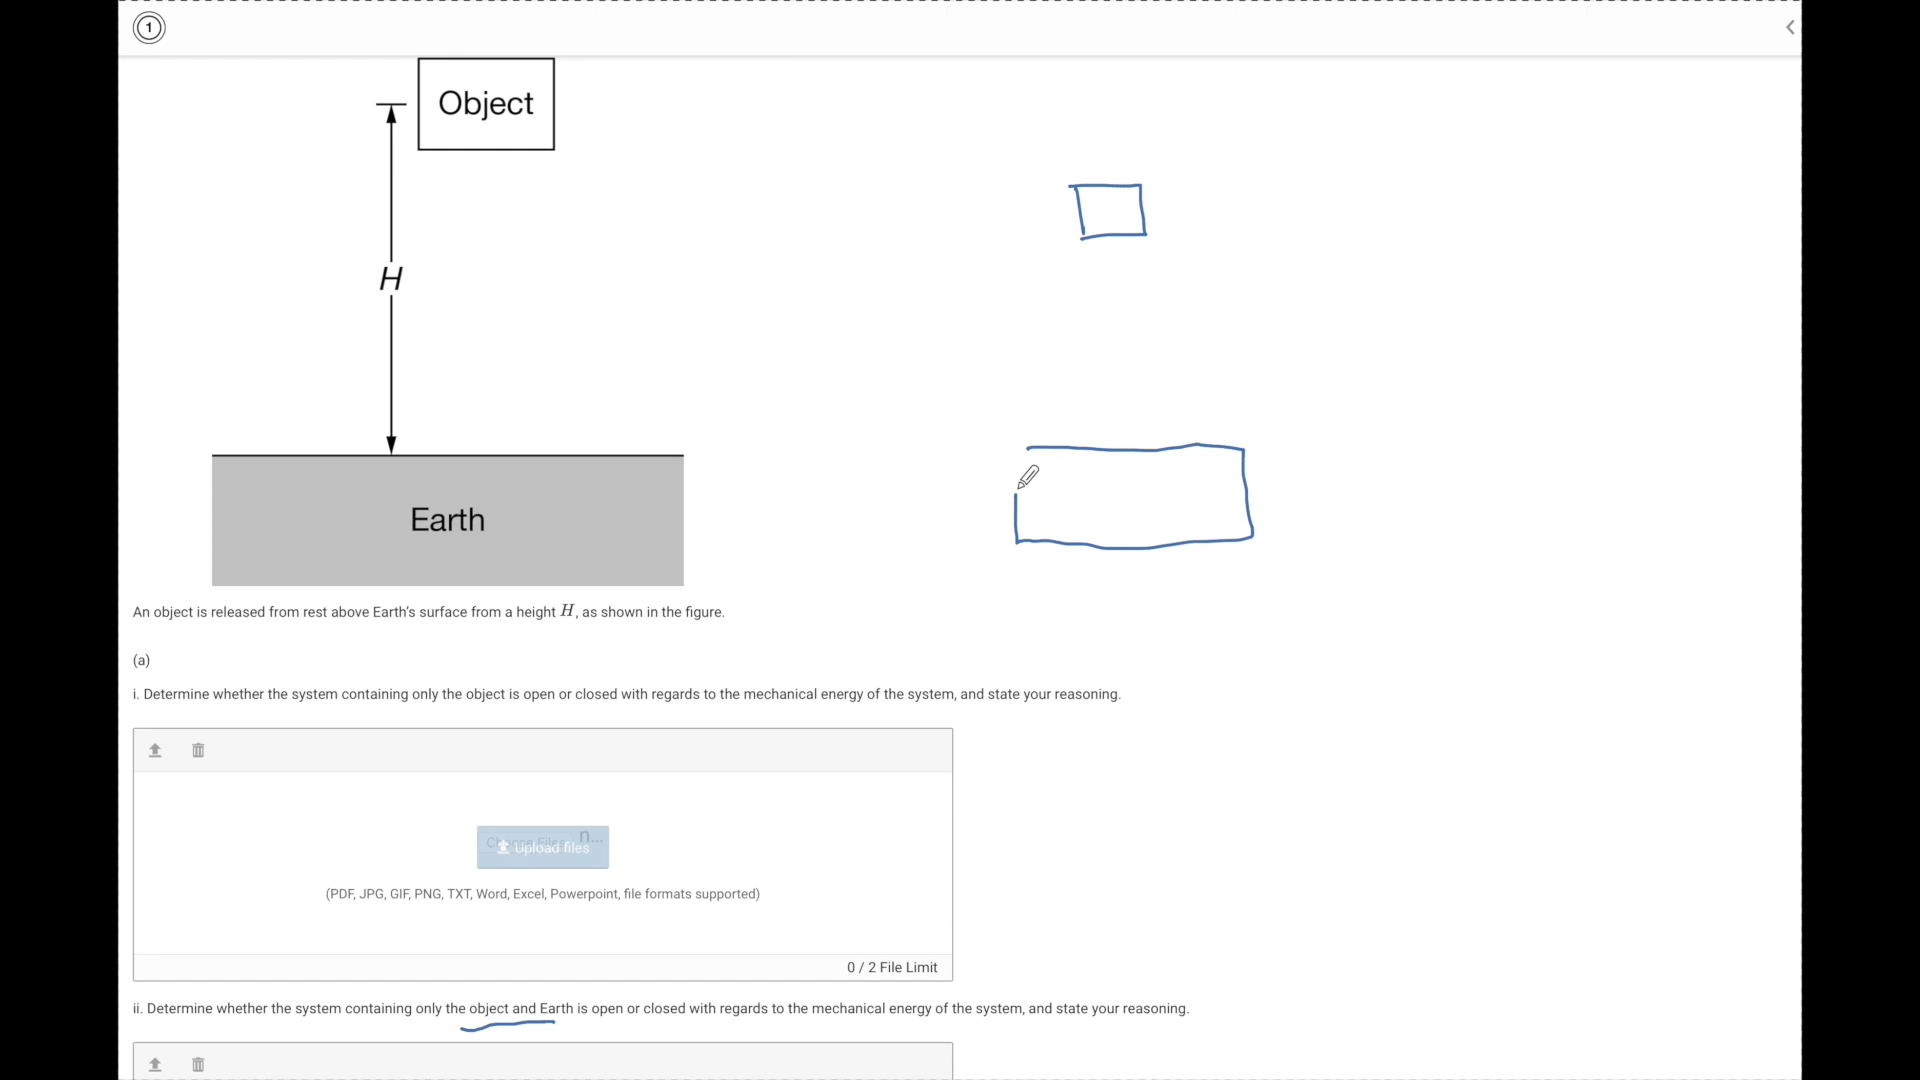 1
Object
H
Earth
An object is released from rest above Earth's surface from a height H, as shown in the figure.
(a)
i. Determine whether the system containing only the object is open or closed with regards to the mechanical energy of the system, and state your reasoning.
Upload files
(PDF, JPG, GIF, PNG, TXT, Word, Excel, Powerpoint, file formats supported)
0 / 2 File Limit
ii. Determine whether the system containing only the object and Earth is open or closed with regards to the mechanical energy of the system, and state your reasoning.